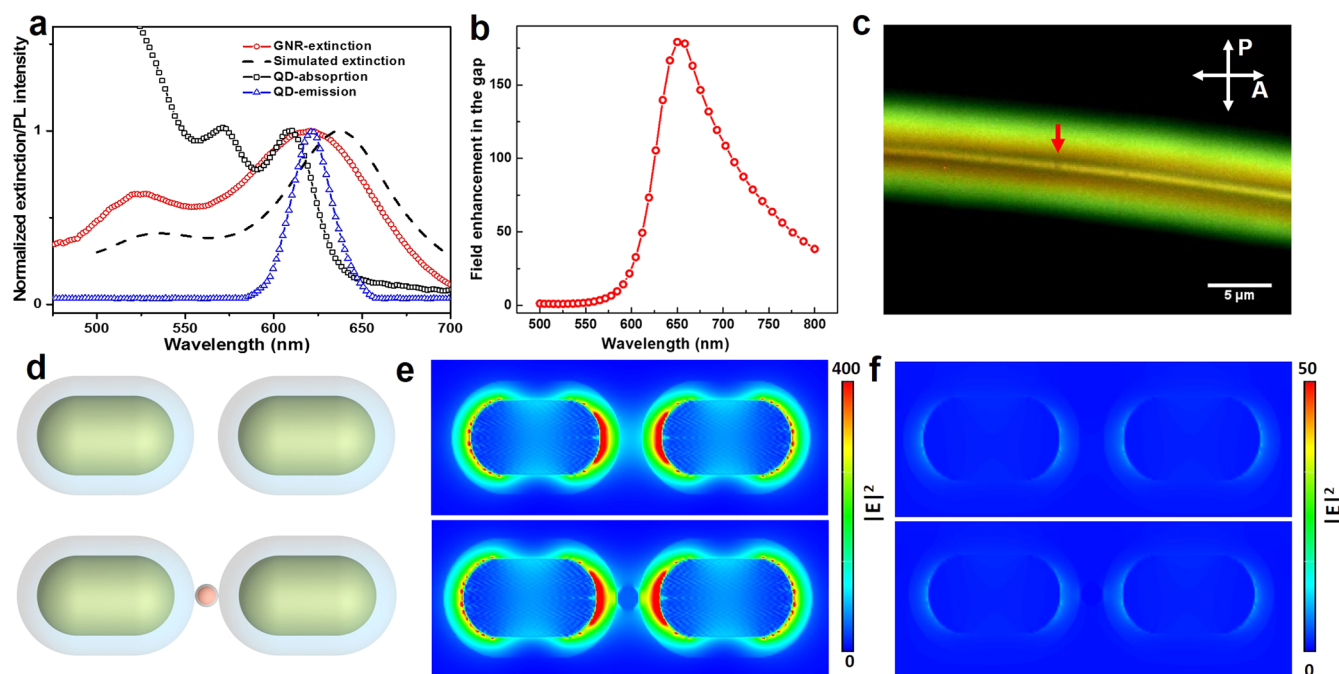 a
GNR-extinction
Simulated extinction
QD-absoprtion
QD-emission
Normalized extinction/PL intensity
1
0
500 550 600 650 700
Wavelength (nm)
b
Field enhancement in the gap
150
100
50
0
500 550 600 650 700 750 800
Wavelength (nm)
c
P
A
5 μm
d
e
400
|E|²
0
f
50
|E|²
0